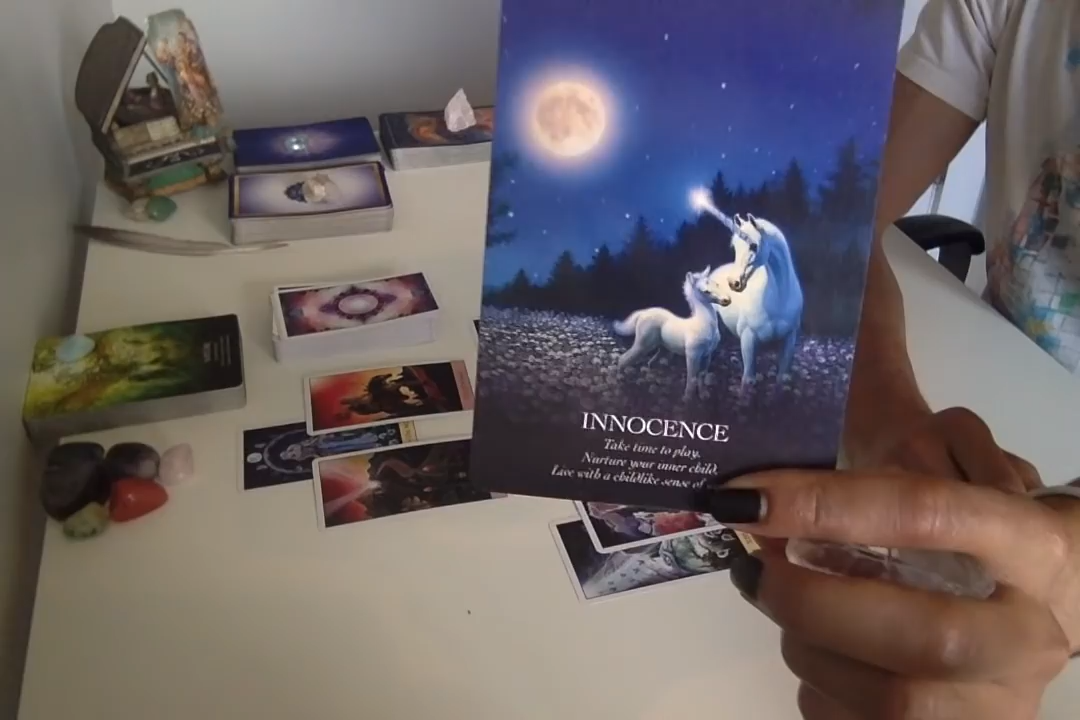 INNOCENCE
Take time to play.
Nurture your inner child.
Live with a childlike sense of